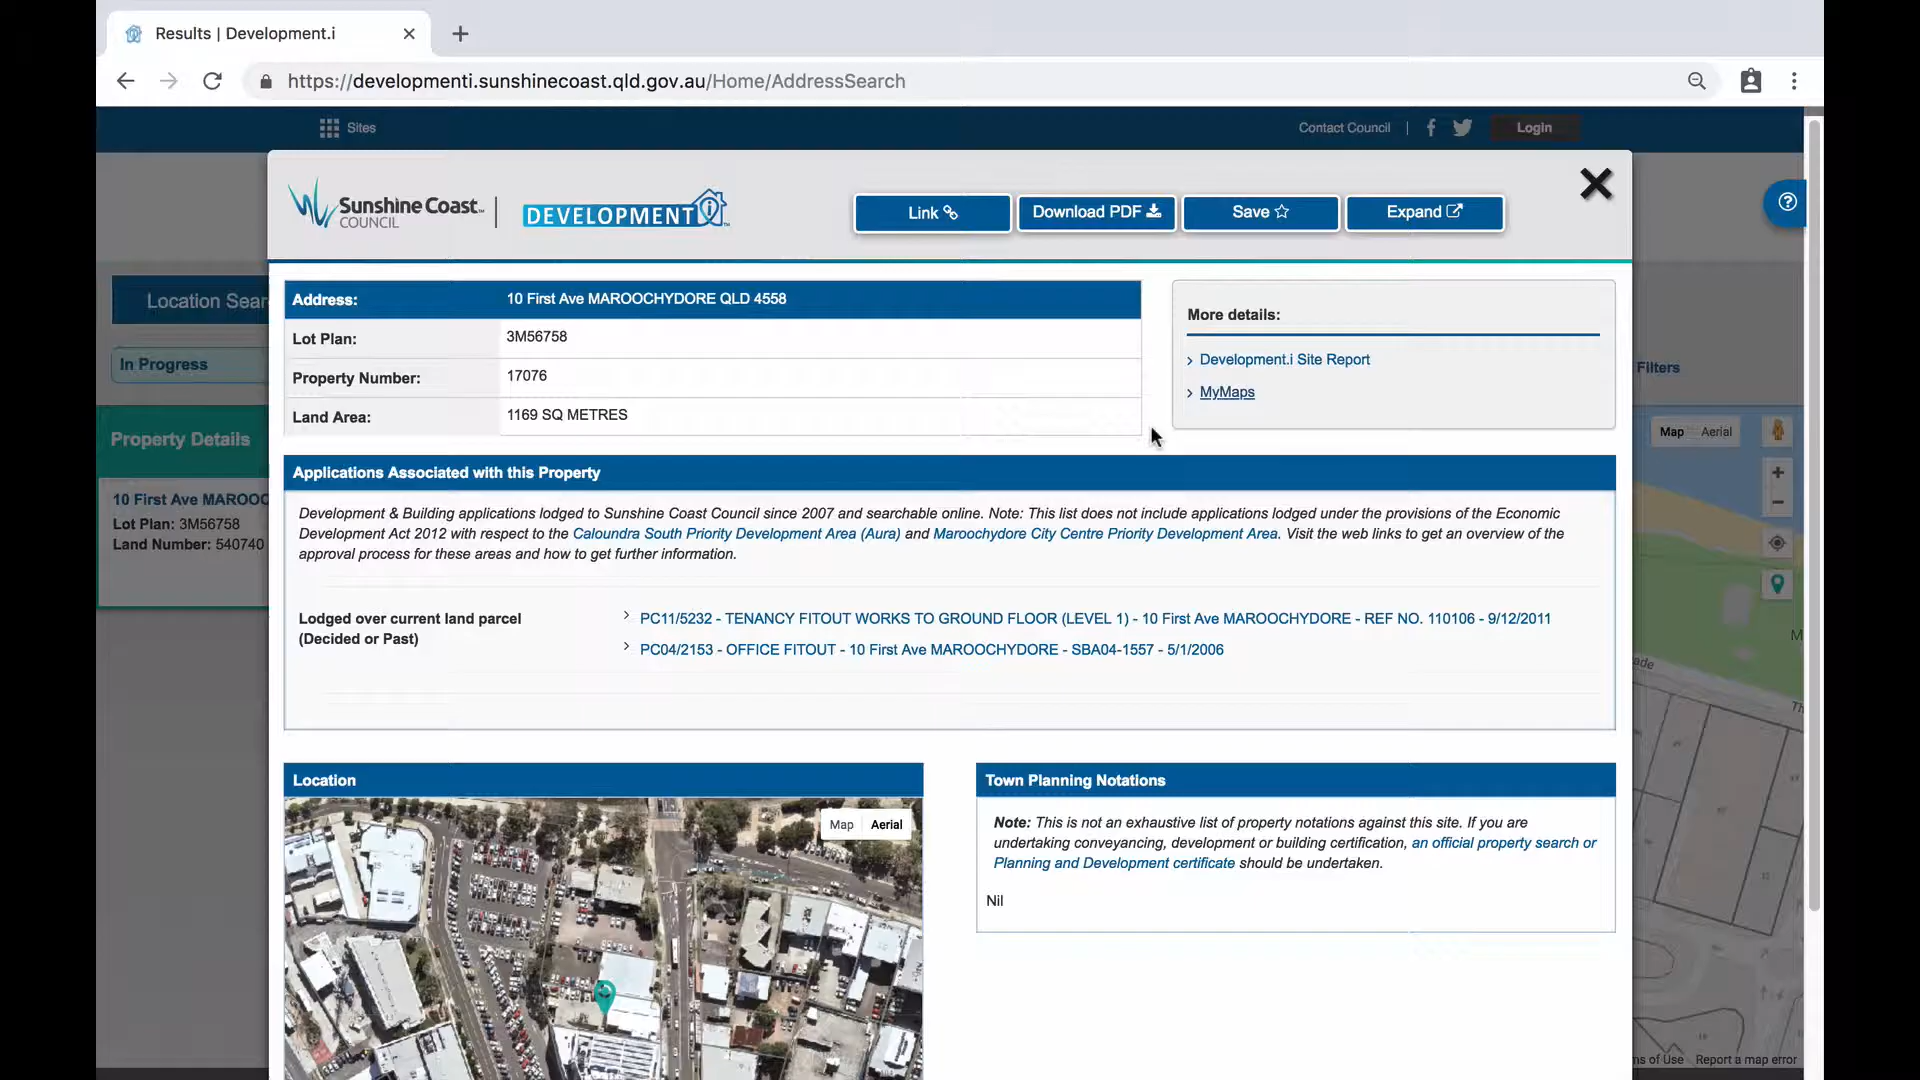 Results | Development.i
https://developmenti.sunshinecoast.qld.gov.au/Home/AddressSearch
Sites
Contact Council |
Login
Sunshine Coast
COUNCIL
DEVELOPMENT i
Link
Download PDF
Save
Expand
Location Sear
In Progress
Filters
Property Details
10 First Ave MAROOC
Lot Plan: 3M56758
Land Number: 540740
Address: 10 First Ave MAROOCHYDORE QLD 4558
Lot Plan: 3M56758
Property Number: 17076
Land Area: 1169 SQ METRES
More details:
Development.i Site Report
MyMaps
Map Aerial
Applications Associated with this Property
Development & Building applications lodged to Sunshine Coast Council since 2007 and searchable online. Note: This list does not include applications lodged under the provisions of the Economic
Development Act 2012 with respect to the Caloundra South Priority Development Area (Aura) and Maroochydore City Centre Priority Development Area. Visit the web links to get an overview of the
approval process for these areas and how to get further information.
Lodged over current land parcel
(Decided or Past)
PC11/5232 - TENANCY FITOUT WORKS TO GROUND FLOOR (LEVEL 1) - 10 First Ave MAROOCHYDORE - REF NO. 110106 - 9/12/2011
PC04/2153 - OFFICE FITOUT - 10 First Ave MAROOCHYDORE - SBA04-1557 - 5/1/2006
Location
Map Aerial
Town Planning Notations
Note: This is not an exhaustive list of property notations against this site. If you are
undertaking conveyancing, development or building certification, an official property search or
Planning and Development certificate should be undertaken.
Nil
ade
Th
ms of Use Report a map error